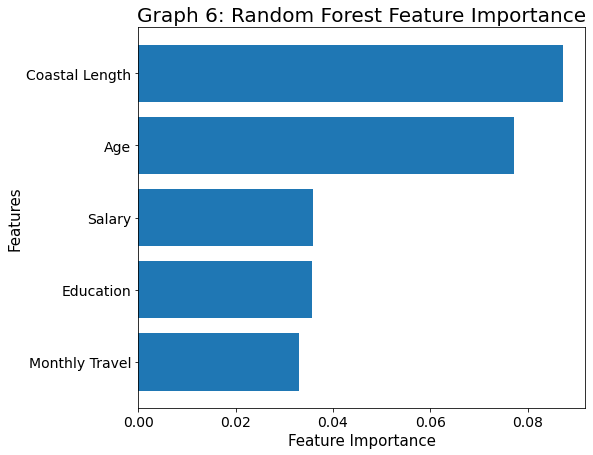 Graph 6: Random Forest Feature Importance
Coastal Length
Age
Salary
Education
Monthly Travel
Features
0.00 0.02 0.04 0.06 0.08
Feature Importance